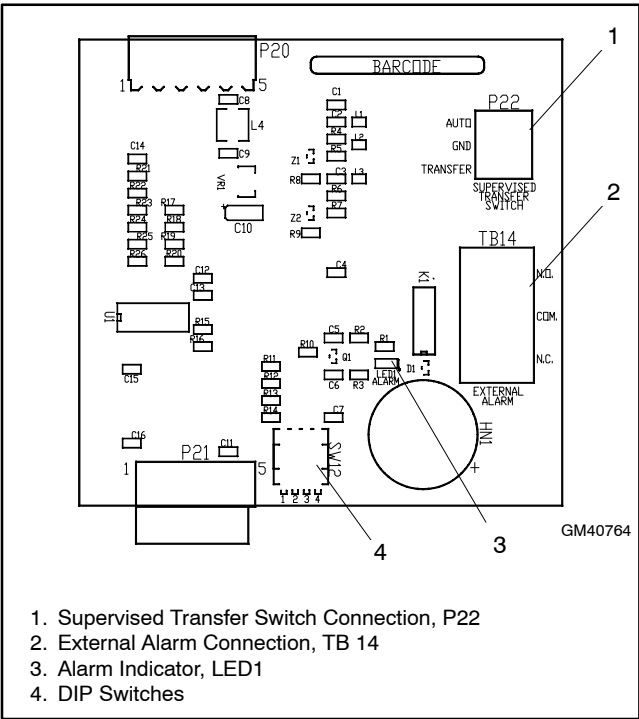 P20
1 5
BARCODE
1
P22
AUTO
GND
TRANSFER
SUPERVISED
TRANSFER
SWITCH
2
TB14
N.O.
COM.
N.C.
EXTERNAL
ALARM
C8
L4
C9
VR1
C10
C1
C2 L1
R4
R5 L2
Z1
R8 C3 L3
R6
R7
Z2
R9
C14
R21
R22
R23 R17
R24 R18
R25 R19
R26 R20
C12
C13
U1
R15
R16
C15
C4
K1
C5 R2
R1
R10
Q1
LED1
ALARM
D1
C6 R3
R11
R12
R13
R14
C7
HN1
+
SW12
1 2 3 4
C16
C11
P21
1 5
GM40764
4
3
1. Supervised Transfer Switch Connection, P22
2. External Alarm Connection, TB 14
3. Alarm Indicator, LED1
4. DIP Switches